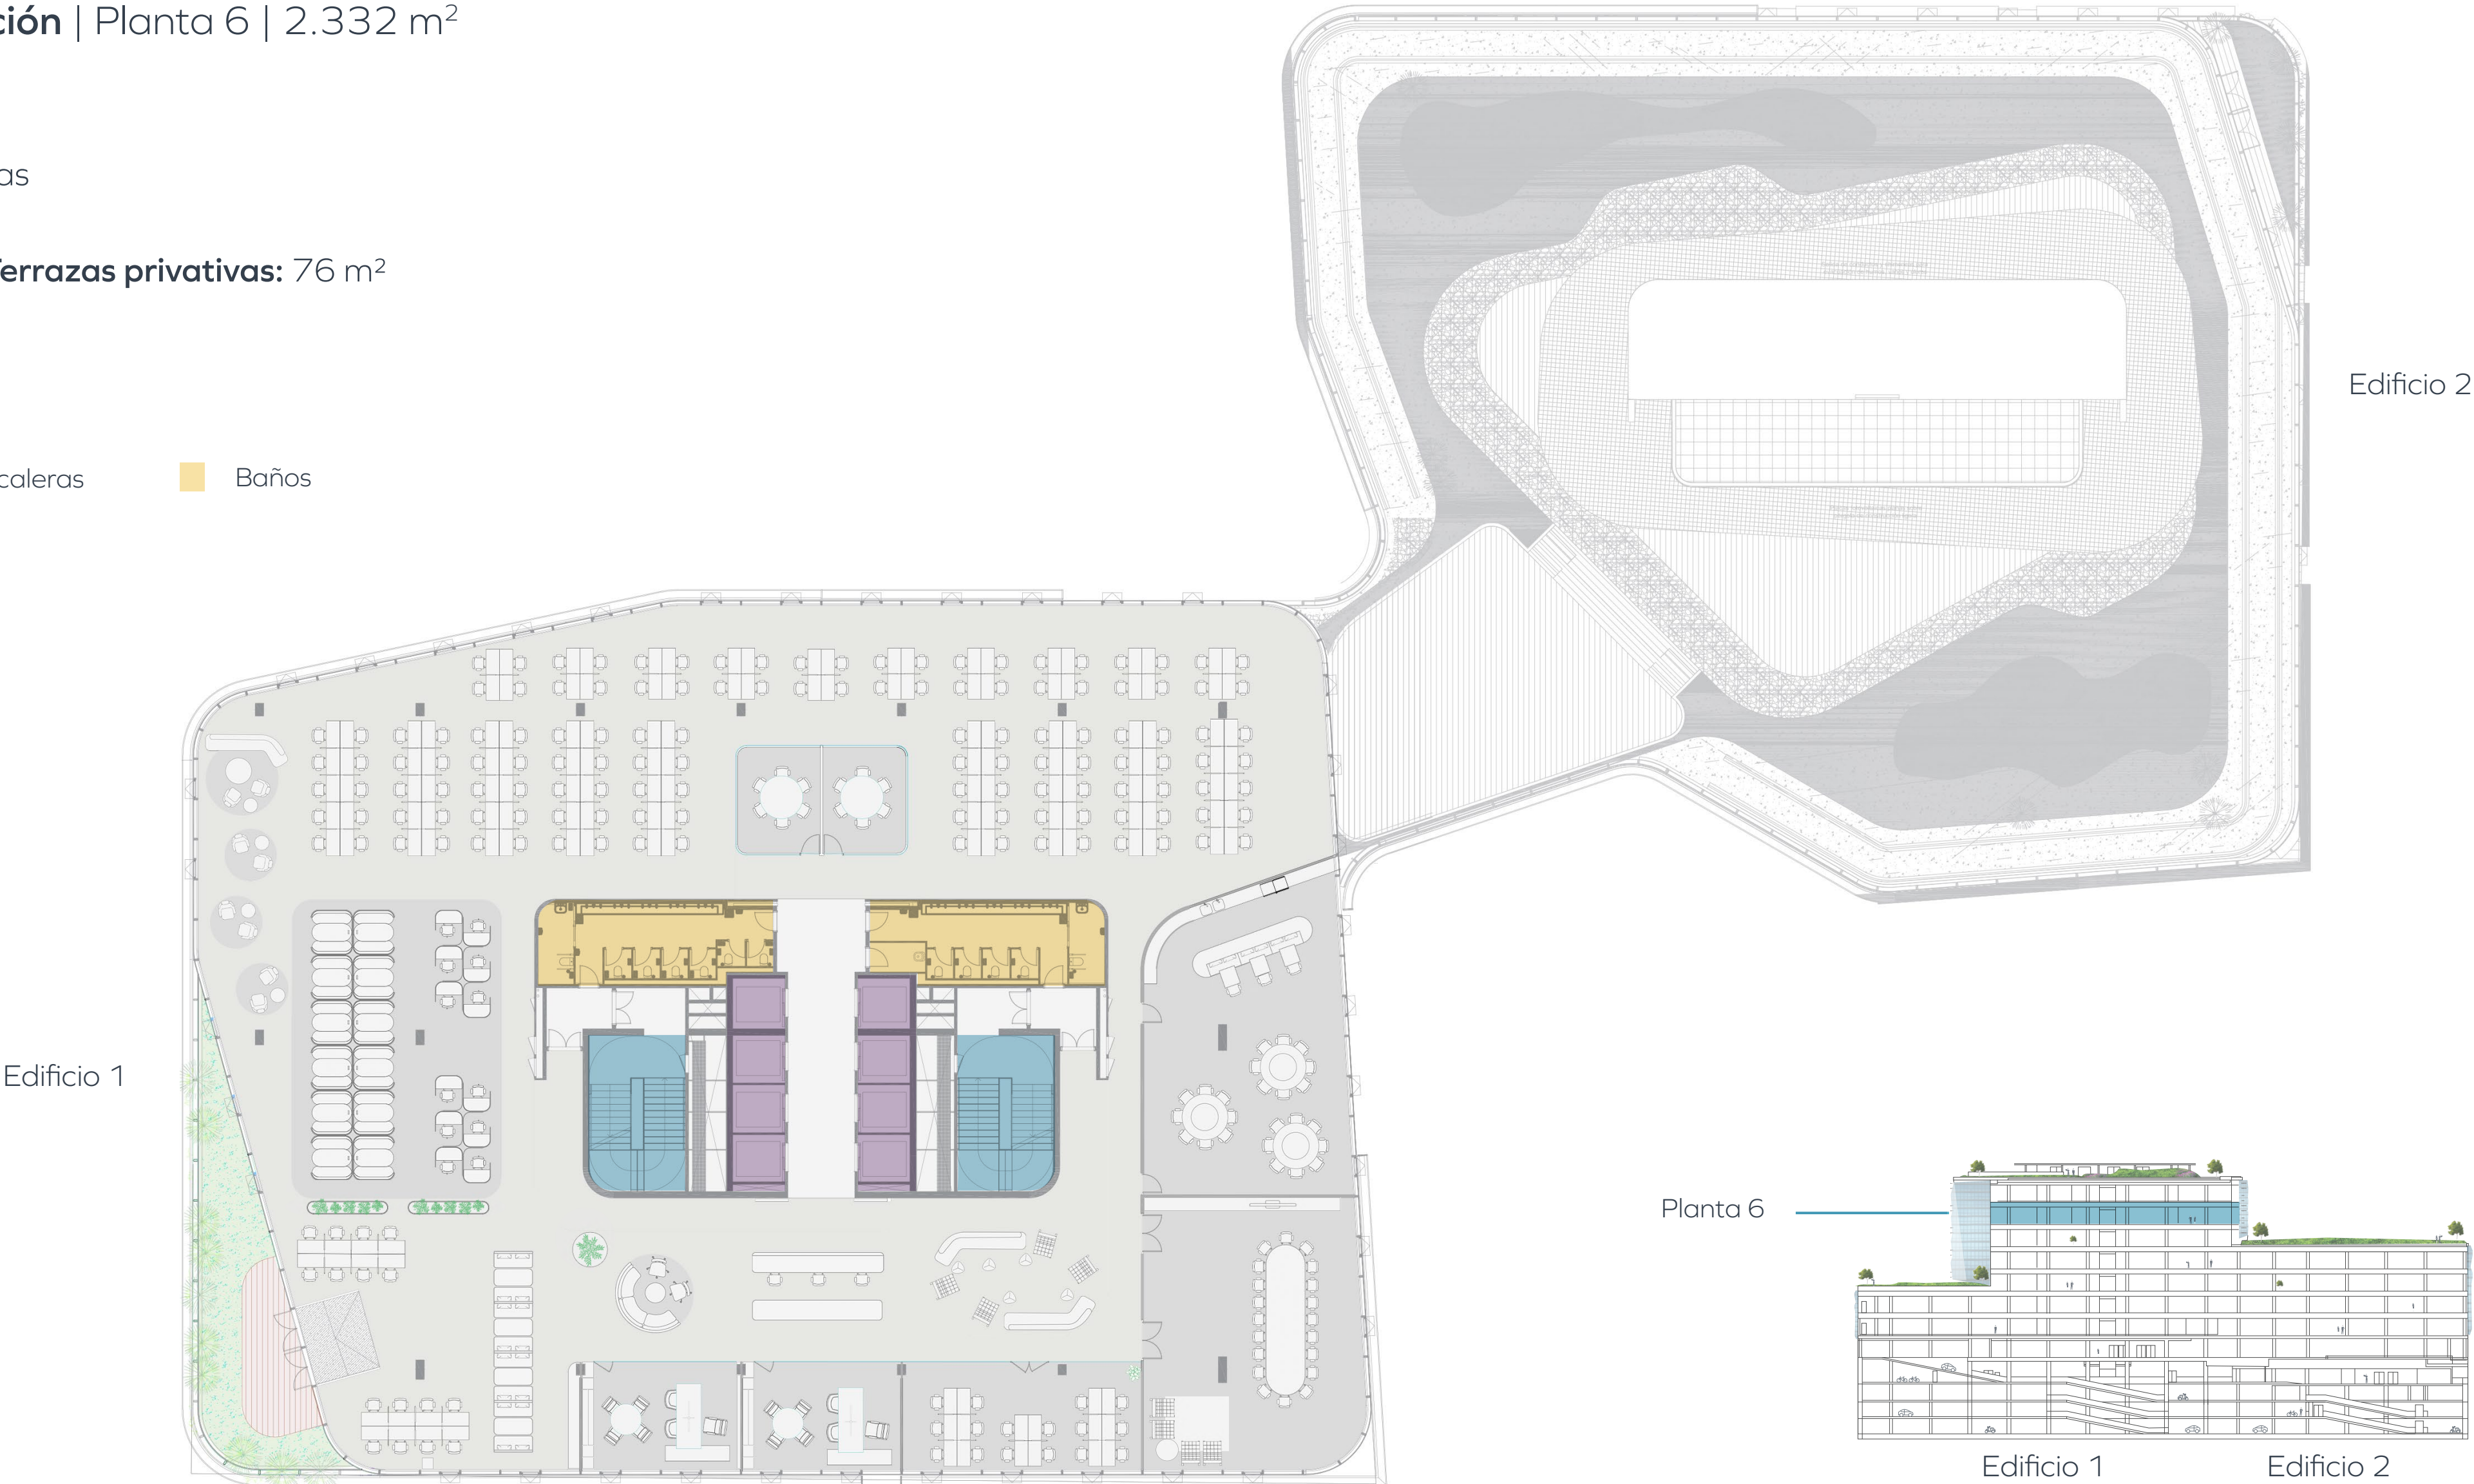 ción | Planta 6 | 2.332 m²
as
Terrazas privativas: 76 m²
caleras
Baños
Edificio 2
Edificio 1
Planta 6
Edificio 1
Edificio 2